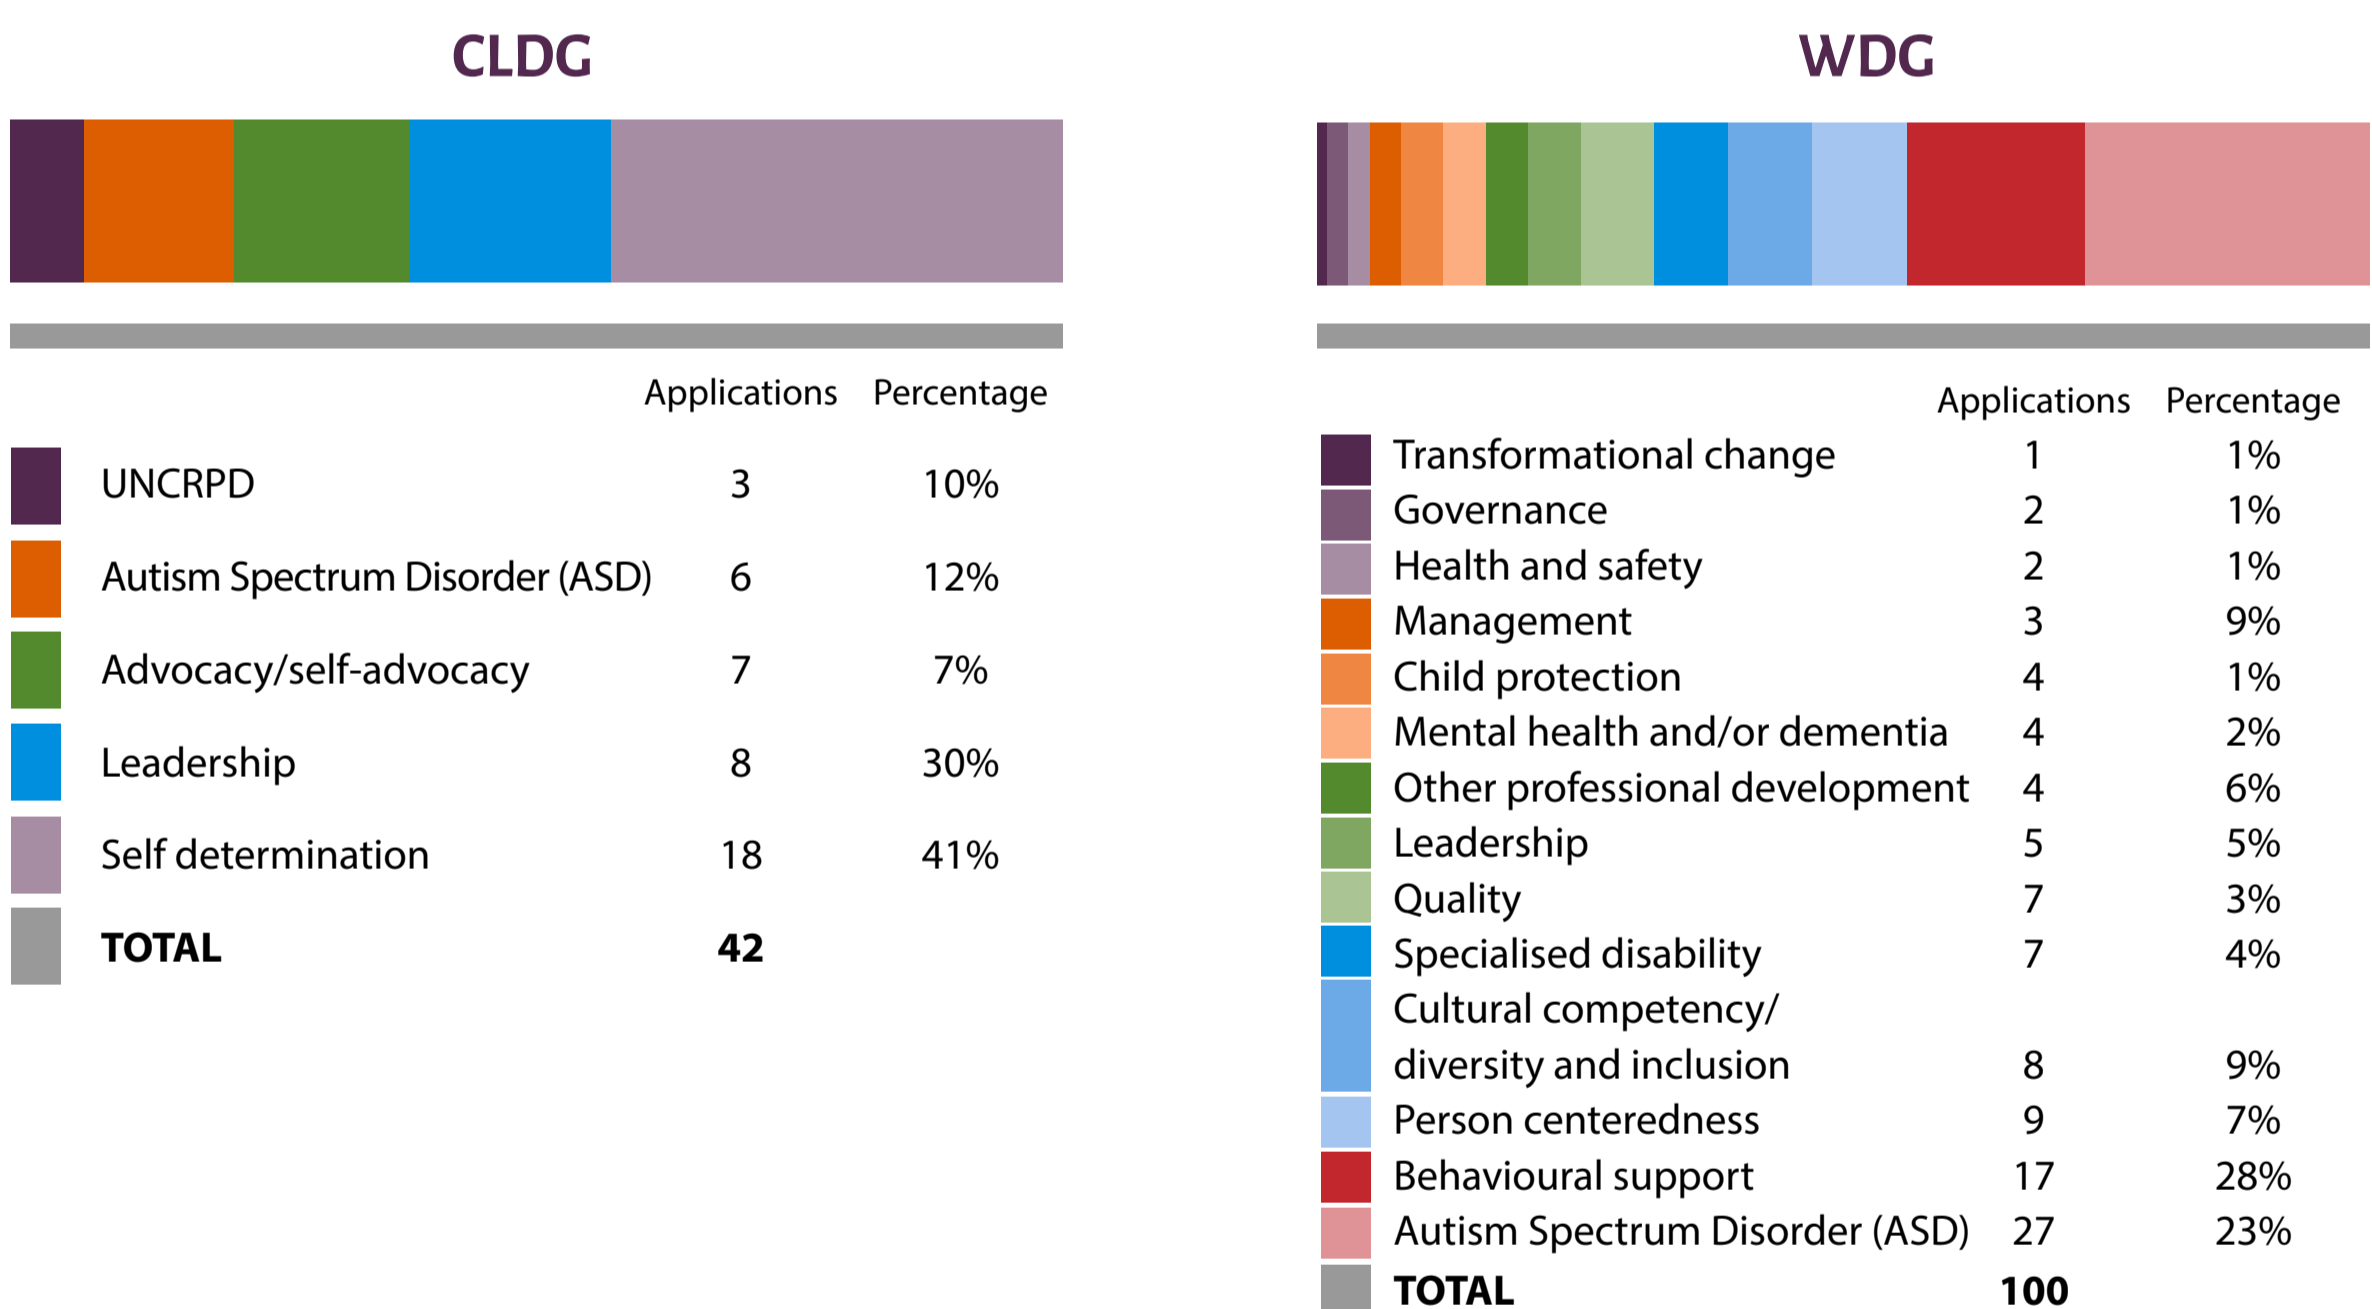 CLDG
Applications Percentage
UNCRPD 3 10%
Autism Spectrum Disorder (ASD) 6 12%
Advocacy/self-advocacy 7 7%
Leadership 8 30%
Self determination 18 41%
TOTAL 42
WDG
Applications Percentage
Transformational change 1 1%
Governance 2 1%
Health and safety 2 1%
Management 3 9%
Child protection 4 1%
Mental health and/or dementia 4 2%
Other professional development 4 6%
Leadership 5 5%
Quality 7 3%
Specialised disability 7 4%
Cultural competency/
diversity and inclusion 8 9%
Person centeredness 9 7%
Behavioural support 17 28%
Autism Spectrum Disorder (ASD) 27 23%
TOTAL 100